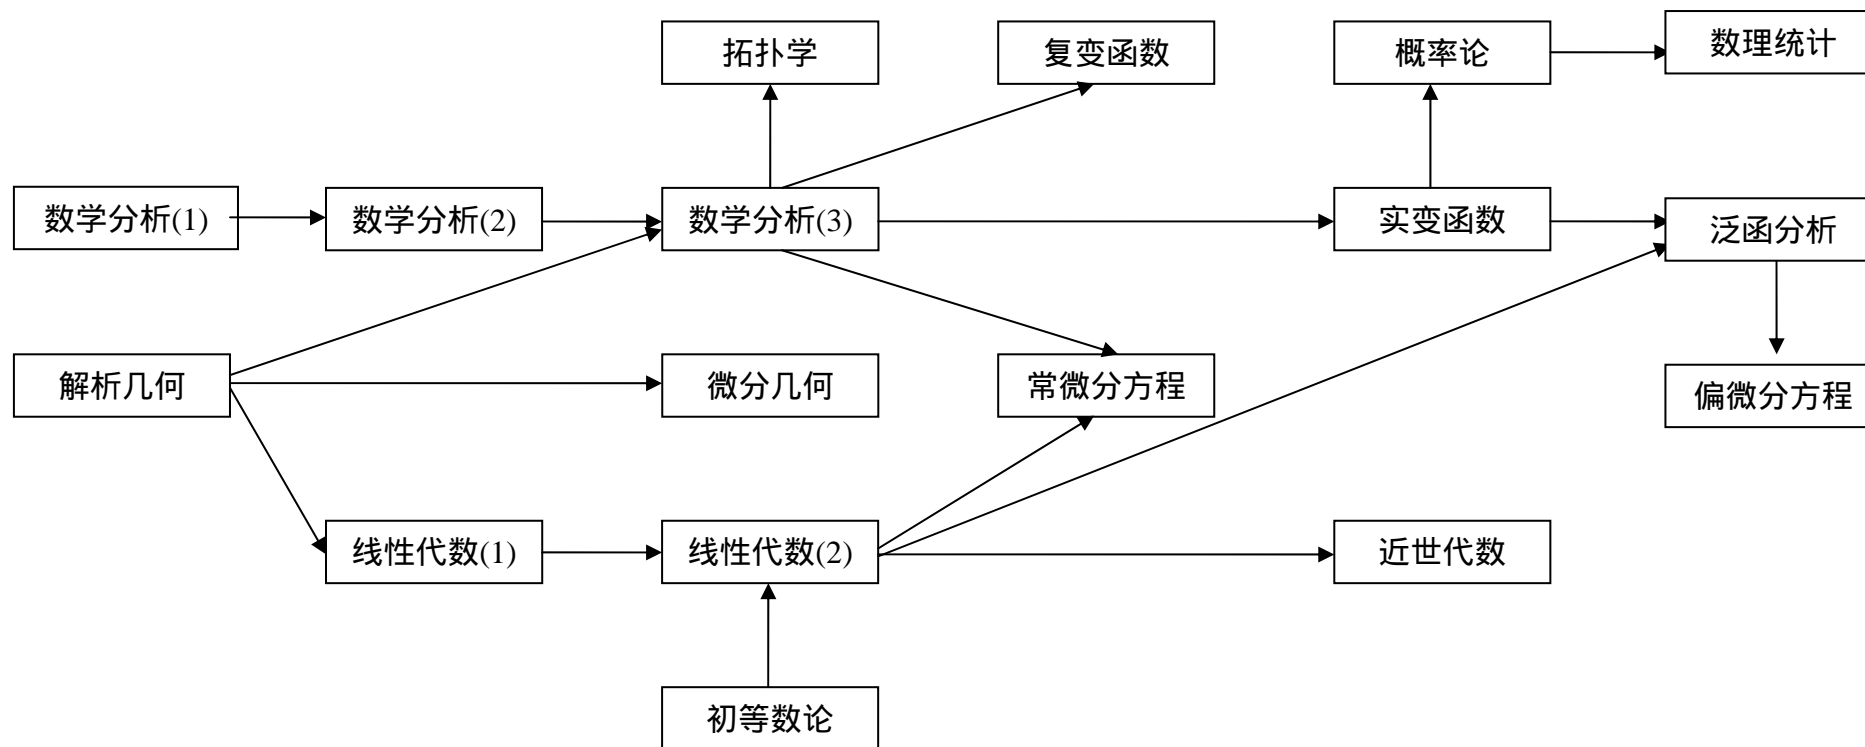 拓扑学
复变函数
概率论
数理统计
数学分析(1)
数学分析(2)
数学分析(3)
实变函数
泛函分析
解析几何
微分几何
常微分方程
偏微分方程
线性代数(1)
线性代数(2)
近世代数
初等数论